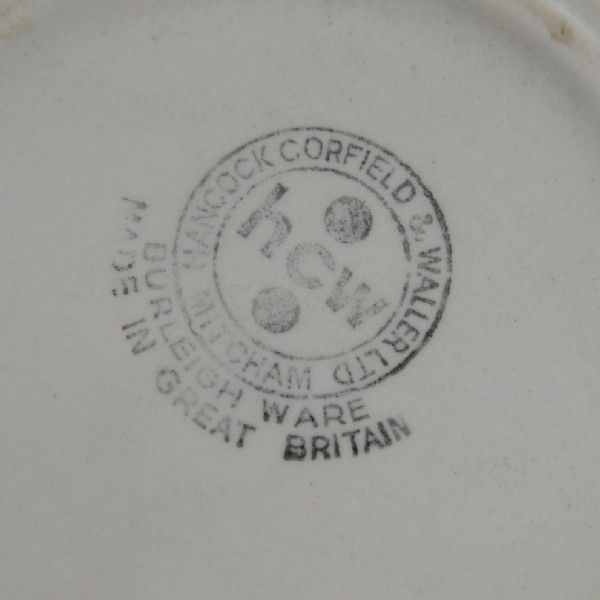 HANCOCK CORFIELD & WALLER LTD
MITCHAM
hcw
BURLEIGH WARE
MADE IN GREAT BRITAIN